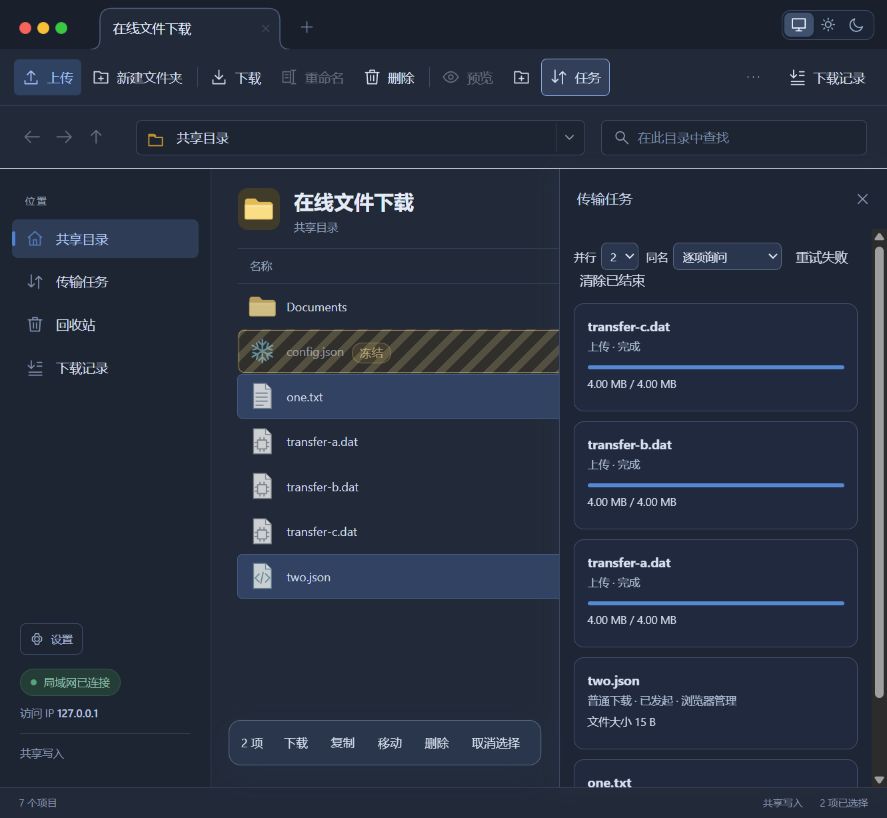 在线文件下载
上传 新建文件夹 下载 重命名 删除 预览 任务 ... 下载记录
共享目录 在此目录中查找
位置
共享目录
传输任务
回收站
下载记录
设置
局域网已连接
访问 IP 127.0.0.1
共享写入
在线文件下载
共享目录
名称
Documents
config.json 冻结
one.txt
transfer-a.dat
transfer-b.dat
transfer-c.dat
two.json
2 项 下载 复制 移动 删除 取消选择
传输任务
并行 2 同名 逐项询问 重试失败
清除已结束
transfer-c.dat
上传 · 完成
4.00 MB / 4.00 MB
transfer-b.dat
上传 · 完成
4.00 MB / 4.00 MB
transfer-a.dat
上传 · 完成
4.00 MB / 4.00 MB
two.json
普通下载 · 已发起 · 浏览器管理
文件大小 15 B
one.txt
7 个项目 共享写入 2 项已选择